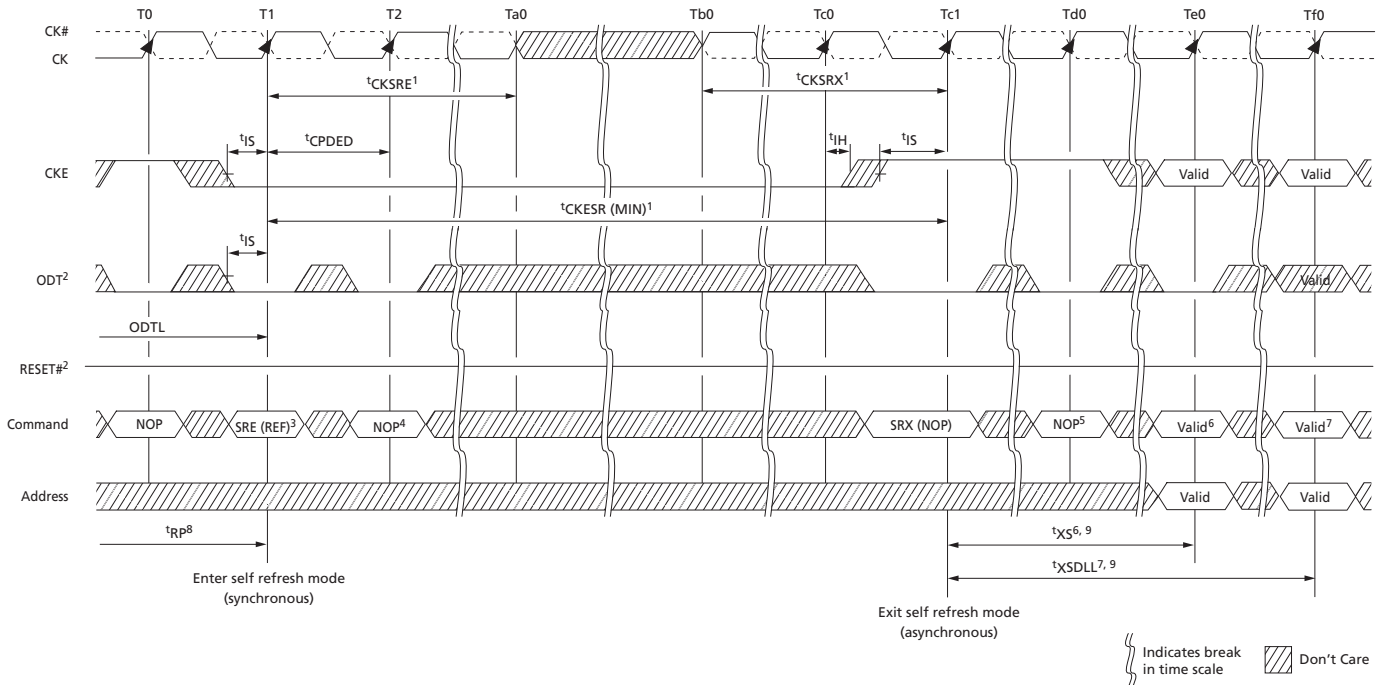 T0 T1 T2 Ta0 Tb0 Tc0 Tc1 Td0 Te0 Tf0
CK#
CK
tCKSRE1 tCKSRX1
tIS tCPDED tIH tIS
CKE Valid Valid
tCKESR (MIN)1
tIS
ODT2 Valid
ODTL
RESET#2
Command NOP SRE (REF)3 NOP4 SRX (NOP) NOP5 Valid6 Valid7
Address Valid Valid
tRP8 tXS6, 9
Enter self refresh mode
(synchronous)
tXSDLL7, 9
Exit self refresh mode
(asynchronous)
Indicates break
in time scale
Don't Care